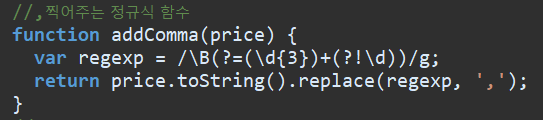 //,찍어주는 정규식 함수
function addComma(price) {
  var regexp = /\B(?=(\d{3})+(?!\d))/g;
  return price.toString().replace(regexp, ',');
}